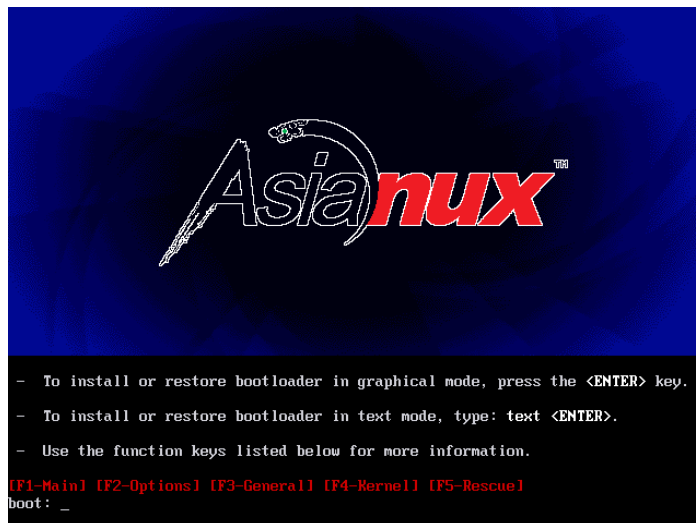 Asianux™
- To install or restore bootloader in graphical mode, press the <ENTER> key.
- To install or restore bootloader in text mode, type: text <ENTER>.
- Use the function keys listed below for more information.
[F1-Main] [F2-Options] [F3-General] [F4-Kernel] [F5-Rescue]
boot: _